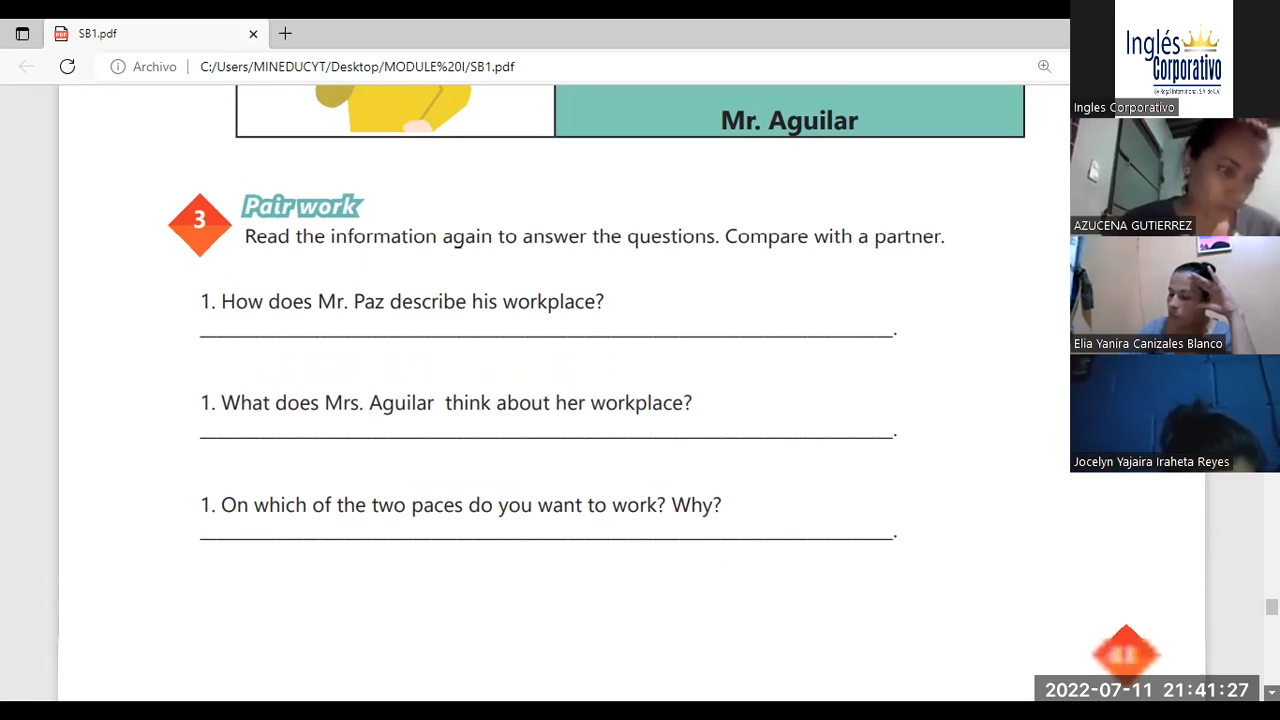 SB1.pdf
Archivo
C:/Users/MINEDUCYT/Desktop/MODULE%20I/SB1.pdf
Mr. Aguilar
3
Pair work
Read the information again to answer the questions. Compare with a partner.
1. How does Mr. Paz describe his workplace?
1. What does Mrs. Aguilar think about her workplace?
1. On which of the two paces do you want to work? Why?
41
Inglés
Corporativo
Ingles Corporativo
AZUCENA GUTIERREZ
Elia Yanira Canizales Blanco
Jocelyn Yajaira Iraheta Reyes
2022-07-11 21:41:27